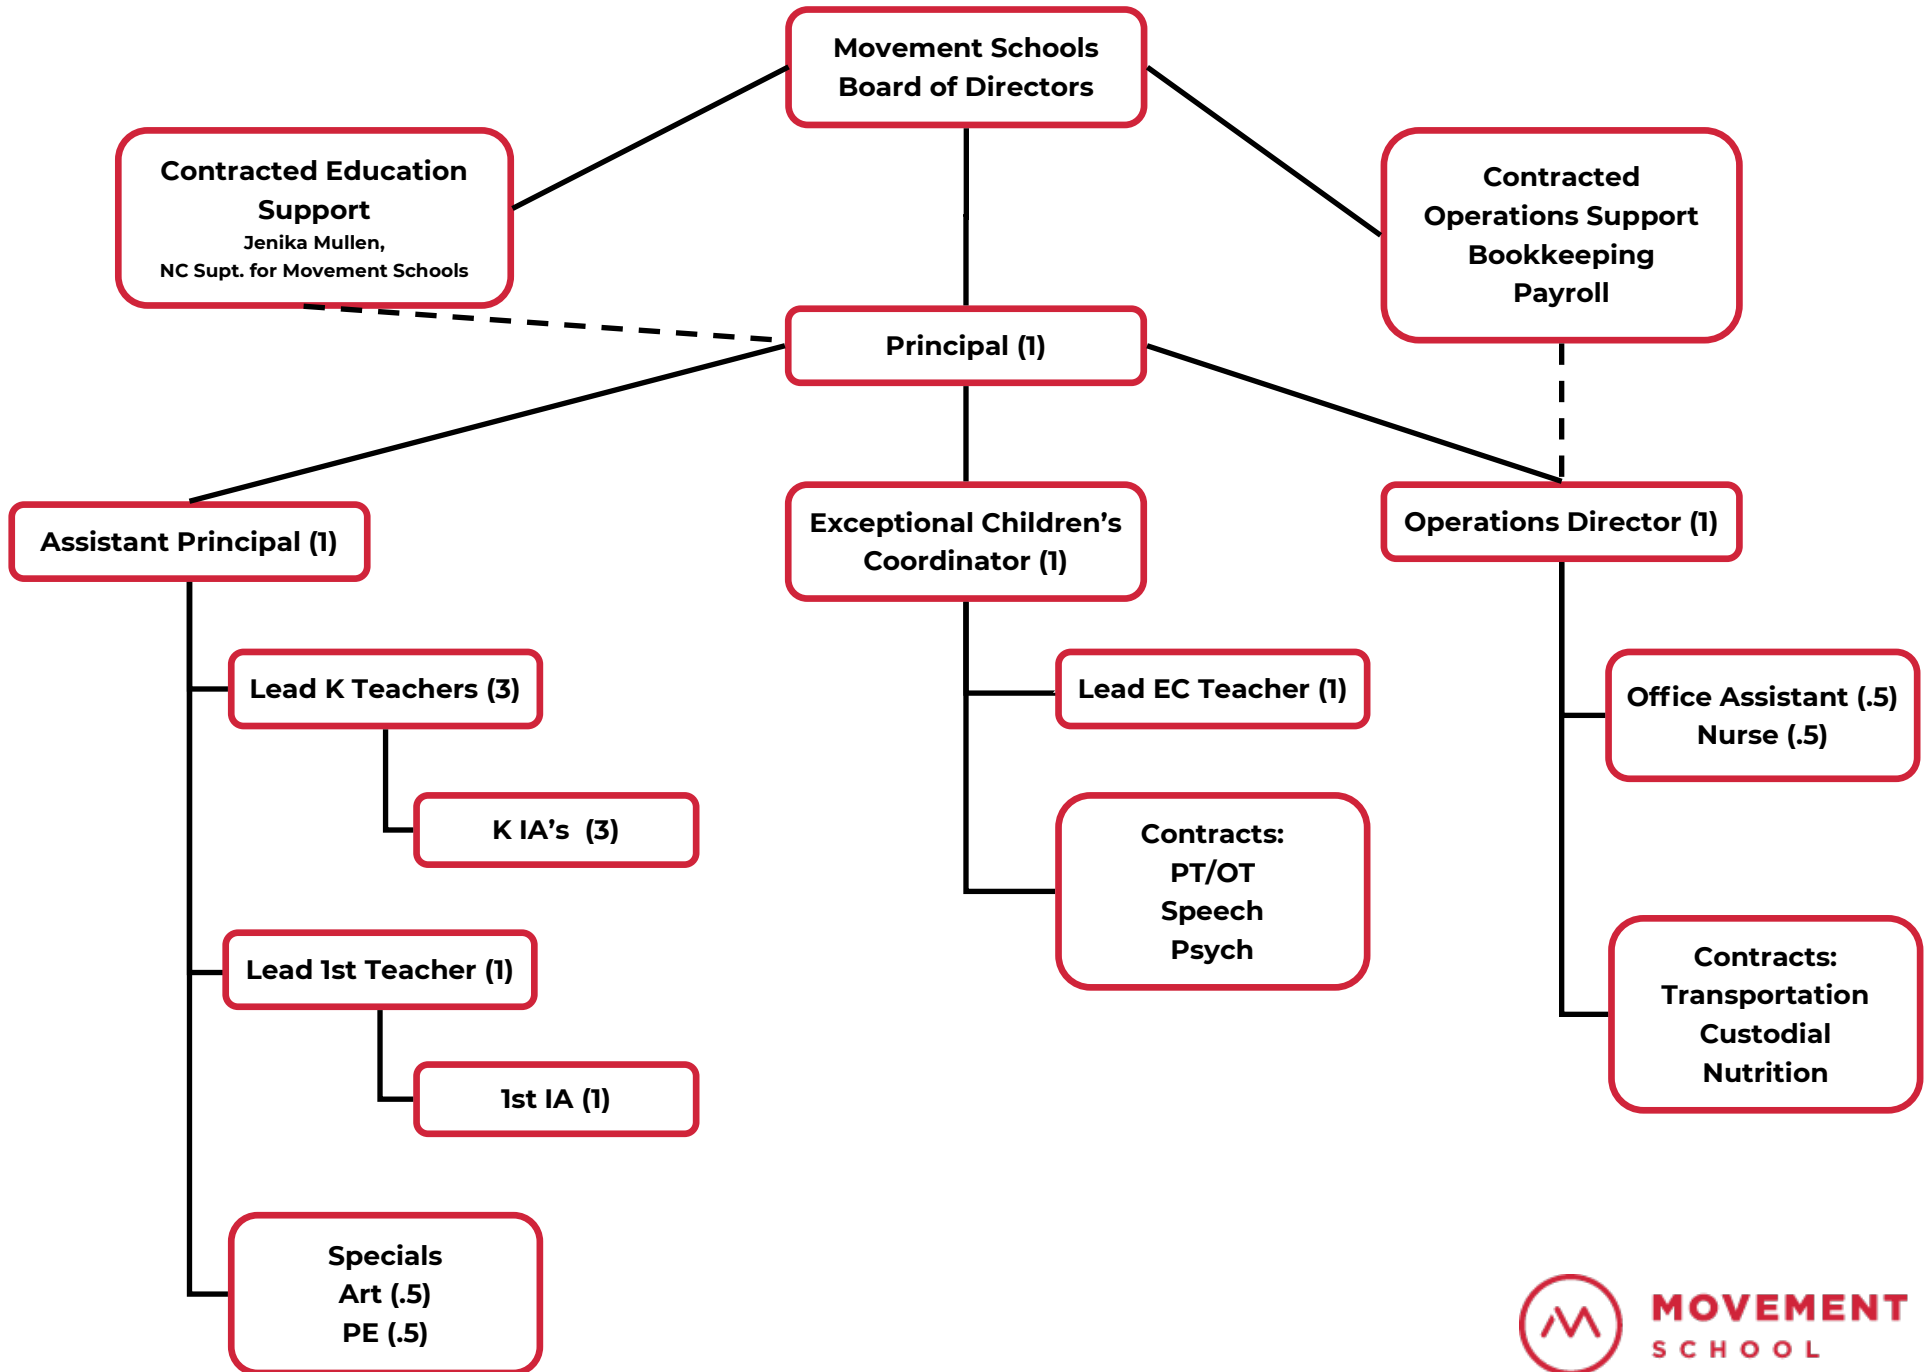 Movement Schools
Board of Directors
Contracted Education
Support
Jenika Mullen,
NC Supt. for Movement Schools
Contracted
Operations Support
Bookkeeping
Payroll
Principal (1)
Assistant Principal (1)
Exceptional Children’s
Coordinator (1)
Operations Director (1)
Lead K Teachers (3)
K IA’s (3)
Lead 1st Teacher (1)
1st IA (1)
Specials
Art (.5)
PE (.5)
Lead EC Teacher (1)
Contracts:
PT/OT
Speech
Psych
Office Assistant (.5)
Nurse (.5)
Contracts:
Transportation
Custodial
Nutrition
MOVEMENT
SCHOOL